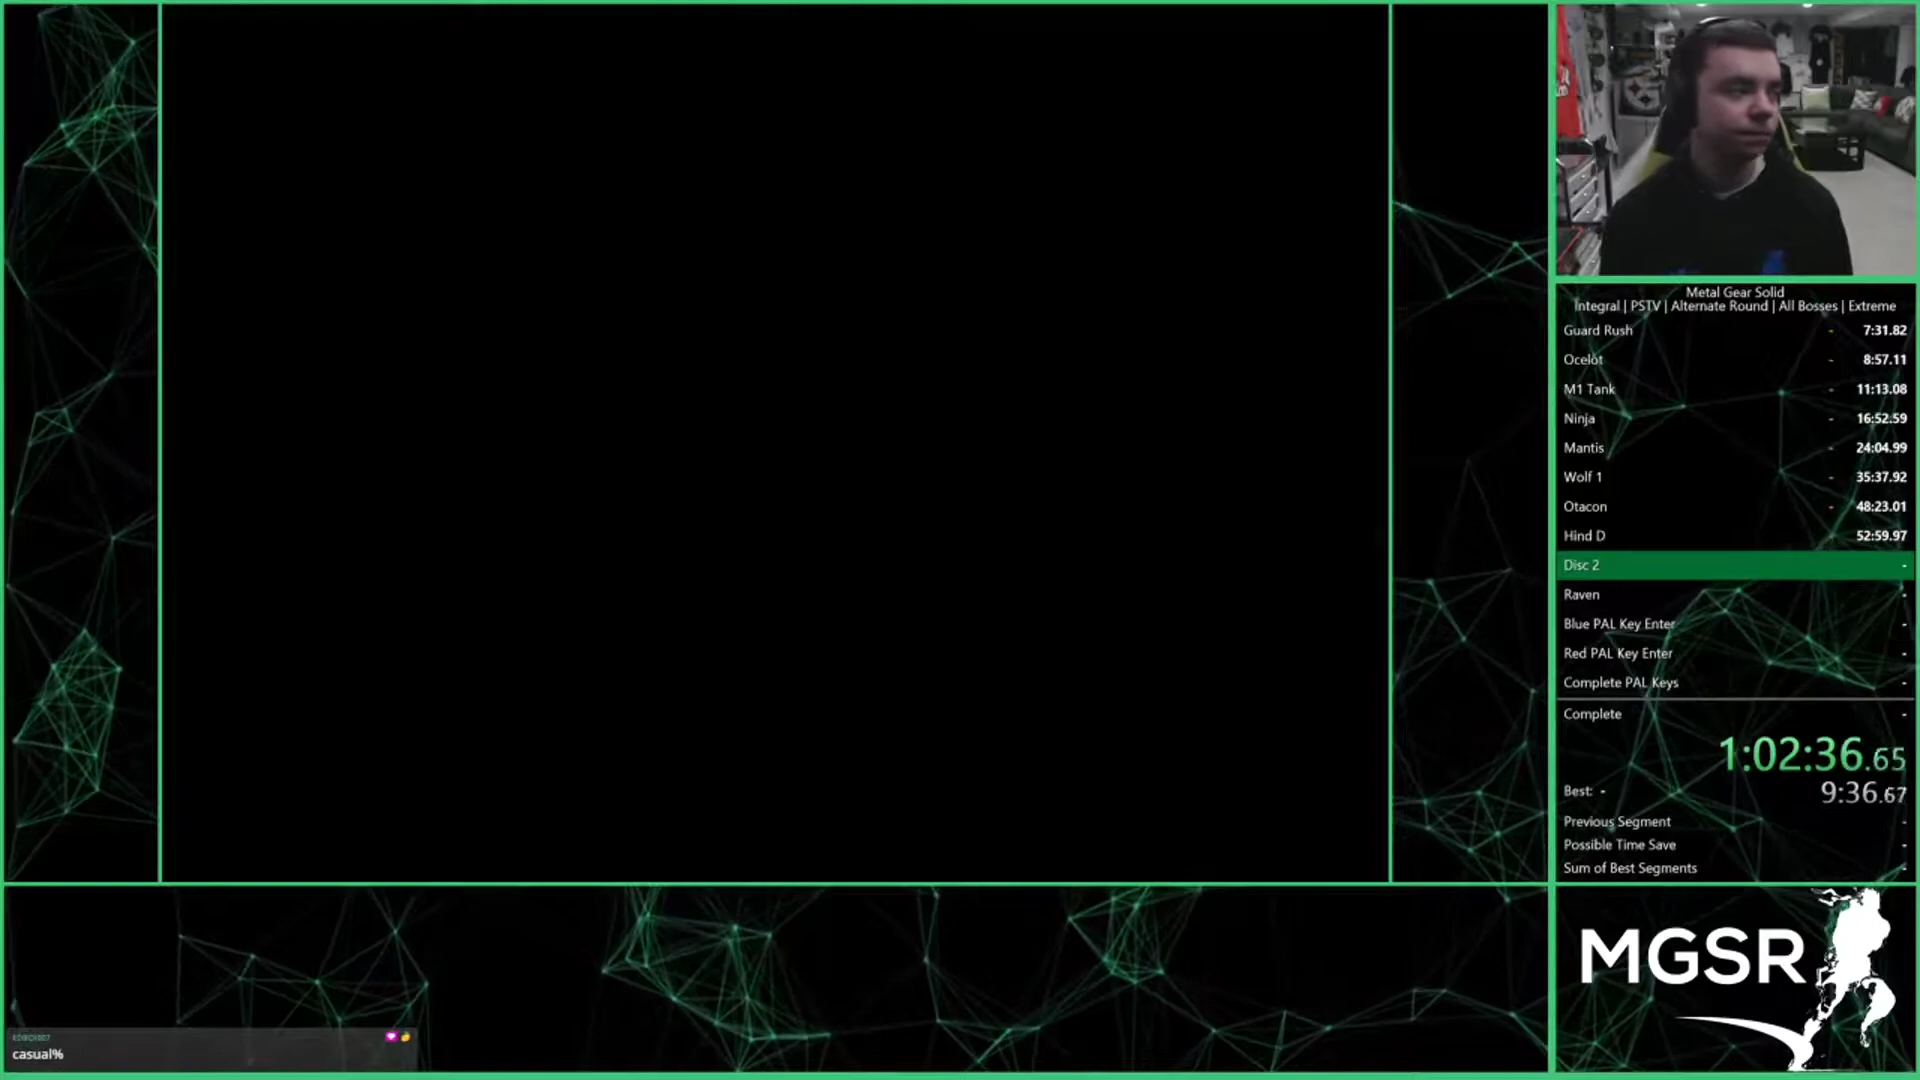 Metal Gear Solid
Integral | PSTV | Alternate Round | All Bosses | Extreme
Guard Rush - 7:31.82
Ocelot - 8:57.11
M1 Tank - 11:13.08
Ninja - 16:52.59
Mantis - 24:04.99
Wolf 1 - 35:37.92
Otacon - 48:23.01
Hind D 52:59.97
Disc 2 -
Raven -
Blue PAL Key Enter -
Red PAL Key Enter -
Complete PAL Keys -
Complete -
1:02:36.65
Best: - 9:36.67
Previous Segment -
Possible Time Save -
Sum of Best Segments -
MGSR
casual%